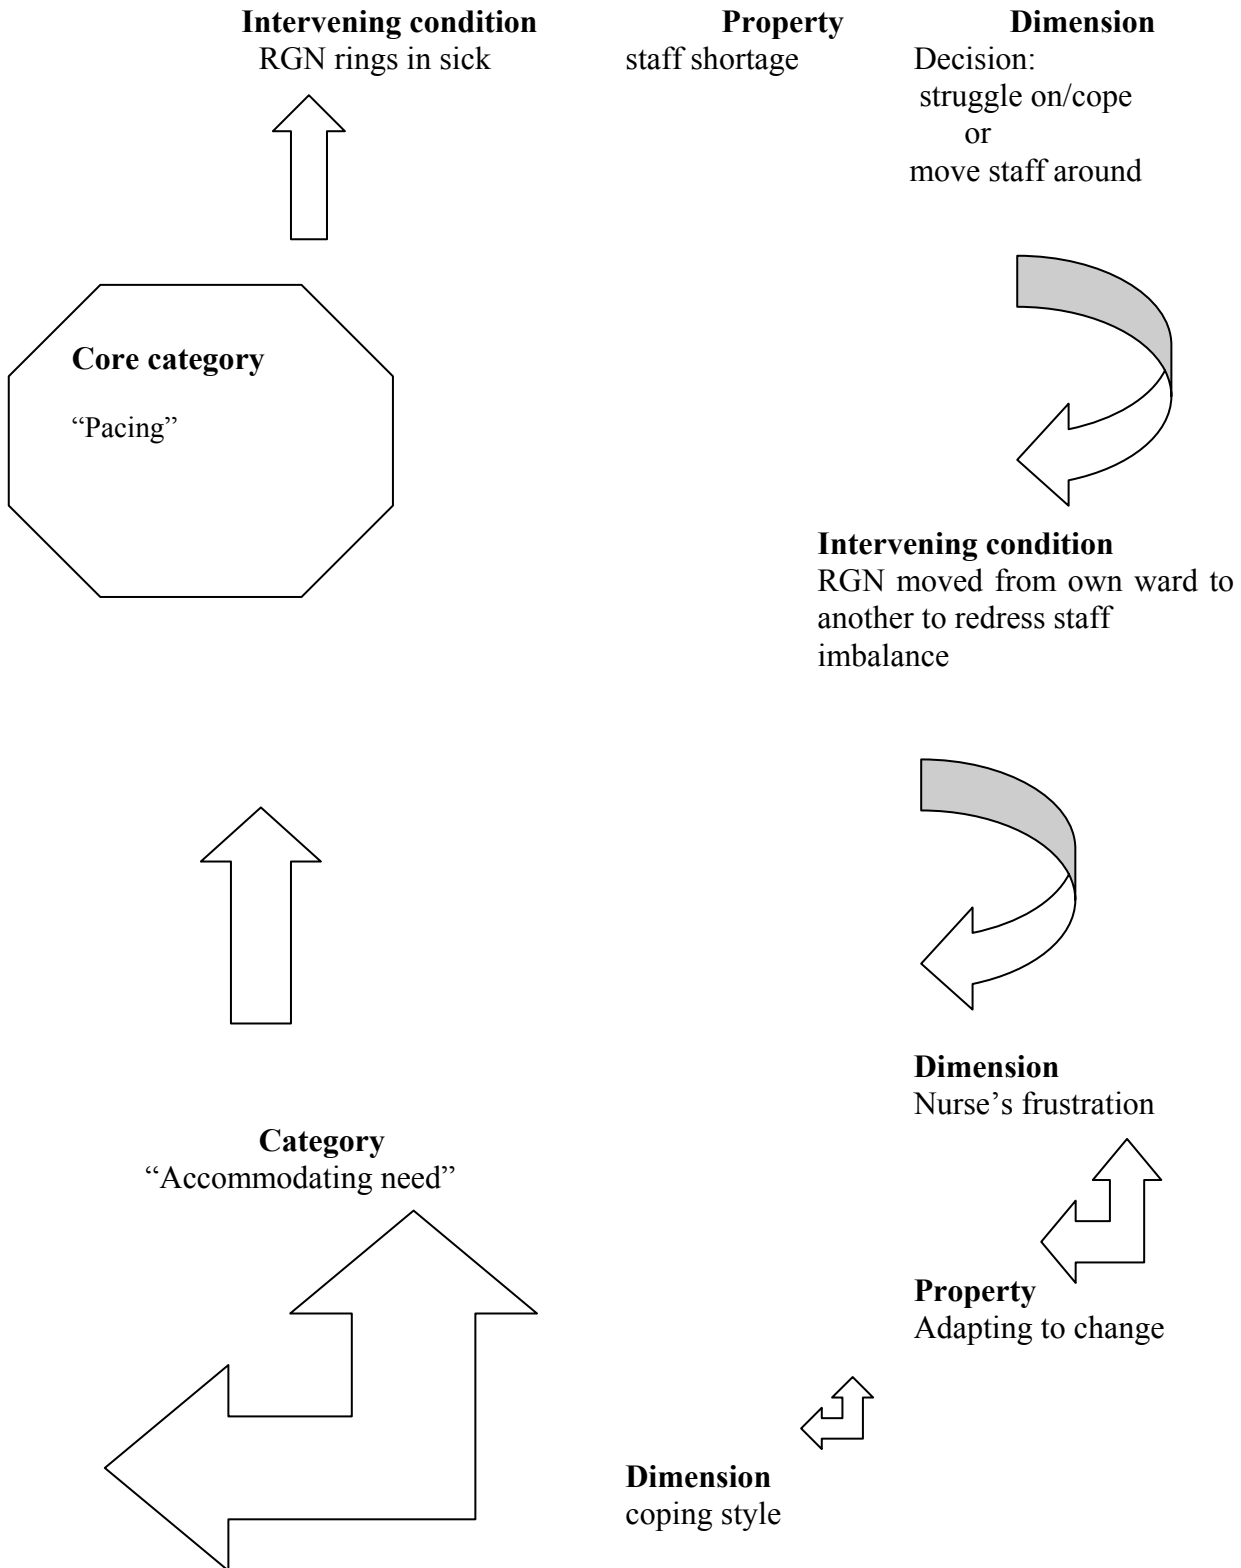 Intervening condition Property Dimension
RGN rings in sick staff shortage Decision:
struggle on/cope
or
move staff around
Core category
“Pacing”
Intervening condition
RGN moved from own ward to
another to redress staff
imbalance
Dimension
Nurse’s frustration
Category
“Accommodating need”
Property
Adapting to change
Dimension
coping style